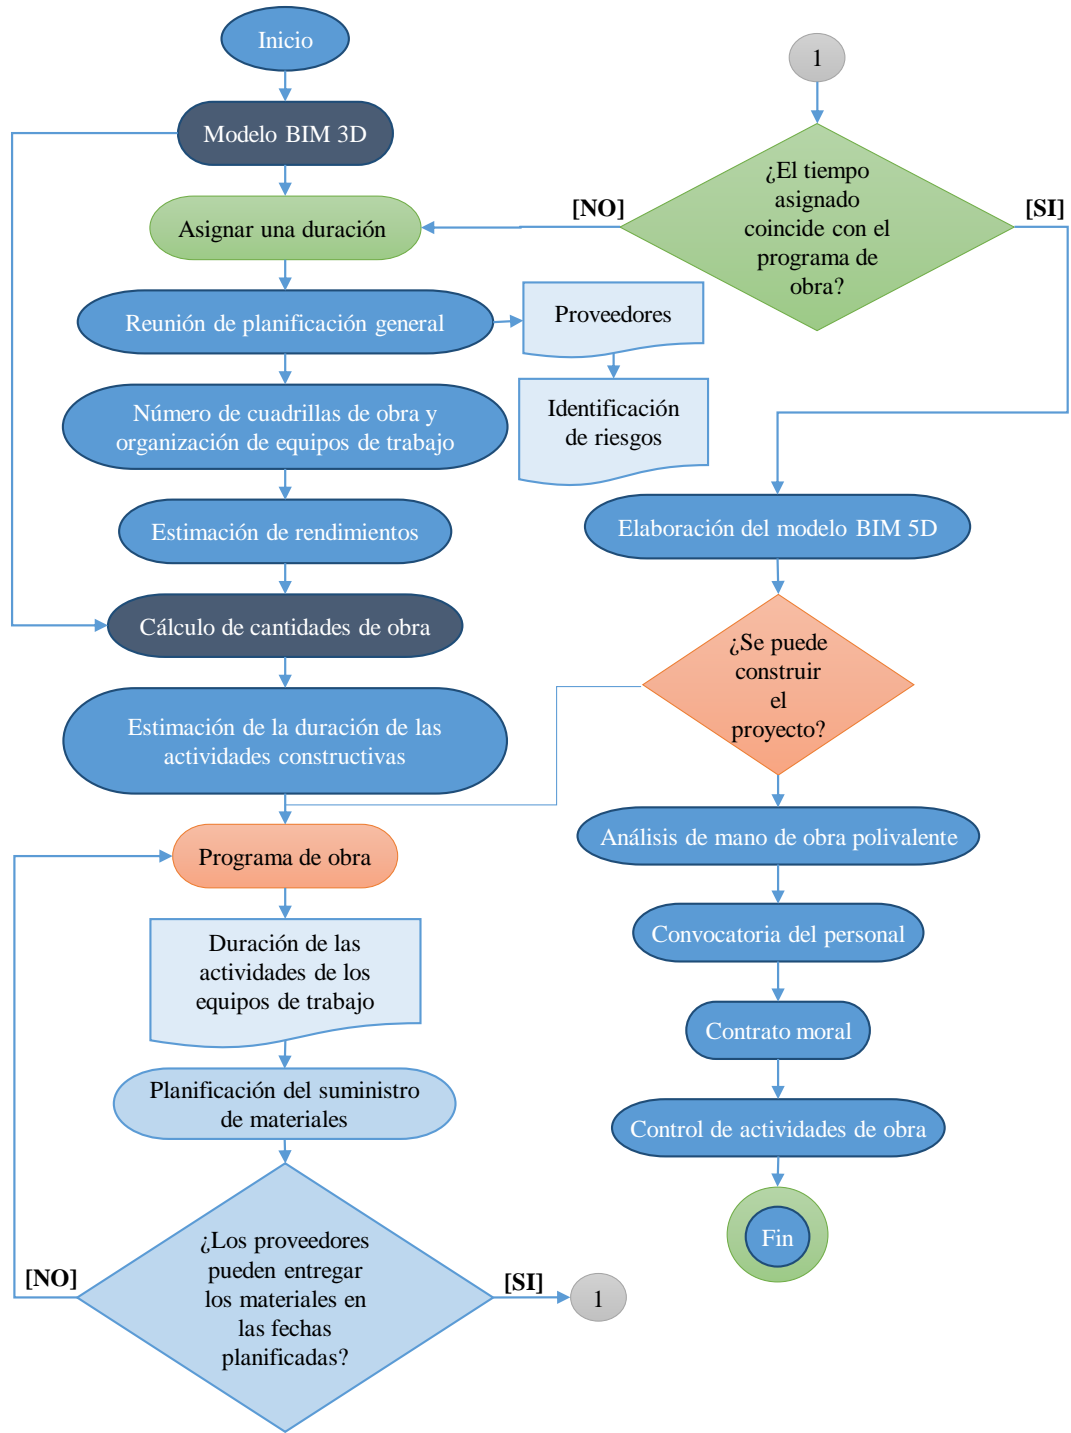 Inicio
Modelo BIM 3D
Asignar una duración
Reunión de planificación general
Proveedores
Identificación
de riesgos
Número de cuadrillas de obra y
organización de equipos de trabajo
Estimación de rendimientos
Cálculo de cantidades de obra
Estimación de la duración de las
actividades constructivas
Programa de obra
Duración de las
actividades de los
equipos de trabajo
Planificación del suministro
de materiales
¿Los proveedores
pueden entregar
los materiales en
las fechas
planificadas?
[NO]
[SI]
1
1
¿El tiempo
asignado
coincide con el
programa de
obra?
[NO]
[SI]
Elaboración del modelo BIM 5D
¿Se puede
construir
el
proyecto?
Análisis de mano de obra polivalente
Convocatoria del personal
Contrato moral
Control de actividades de obra
Fin